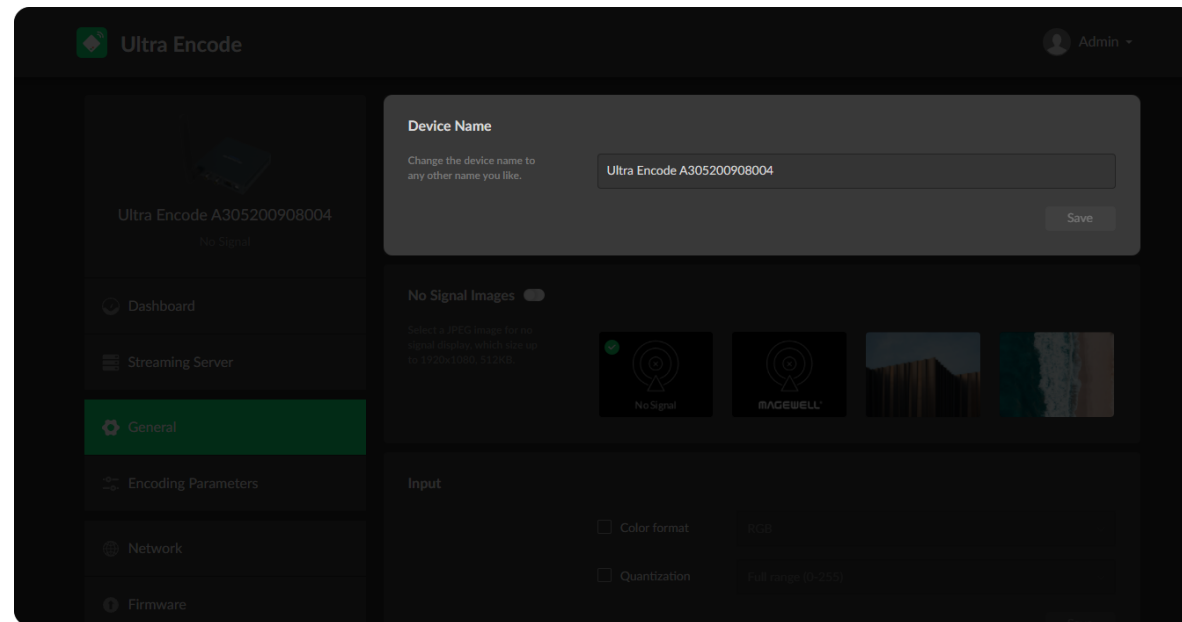 Ultra Encode
Admin
Ultra Encode A305200908004
No Signal
Dashboard
Streaming Server
General
Encoding Parameters
Network
Firmware
Device Name
Change the device name to
any other name you like.
Ultra Encode A305200908004
Save
No Signal Images
Select a JPEG image for no
signal display, which size up
to 1920x1080, 512KB.
No Signal
MAGEWELL
Input
Color format
RGB
Quantization
Full range (0-255)